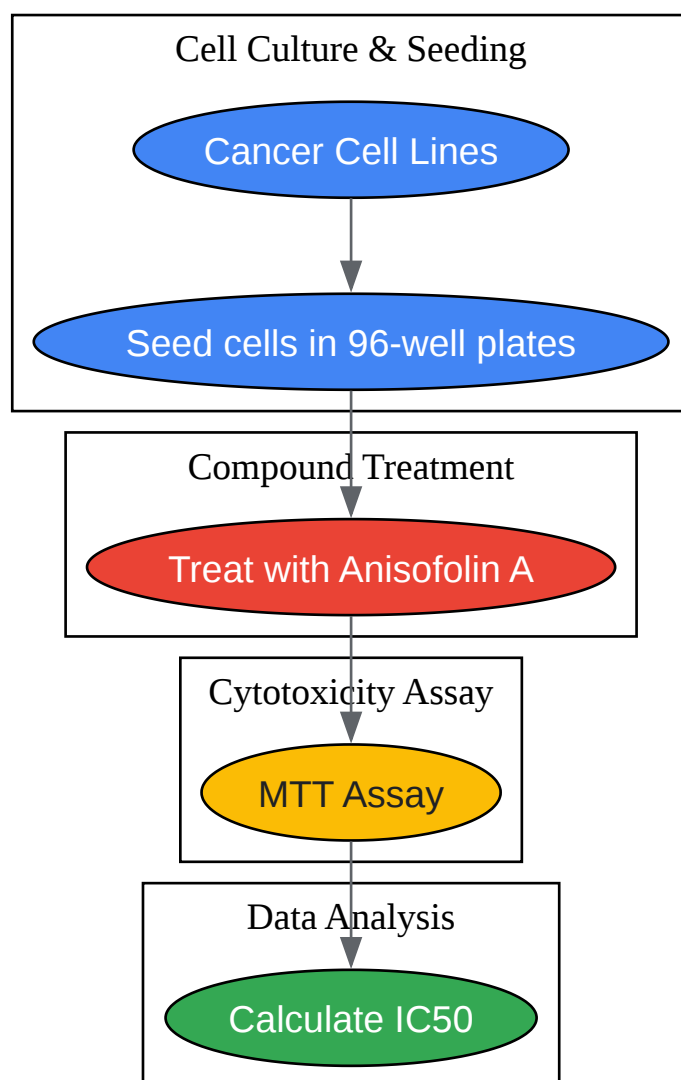 Cell Culture & Seeding
Cancer Cell Lines
Seed cells in 96-well plates
Compound Treatment
Treat with Anisofolin A
Cytotoxicity Assay
MTT Assay
Data Analysis
Calculate IC50